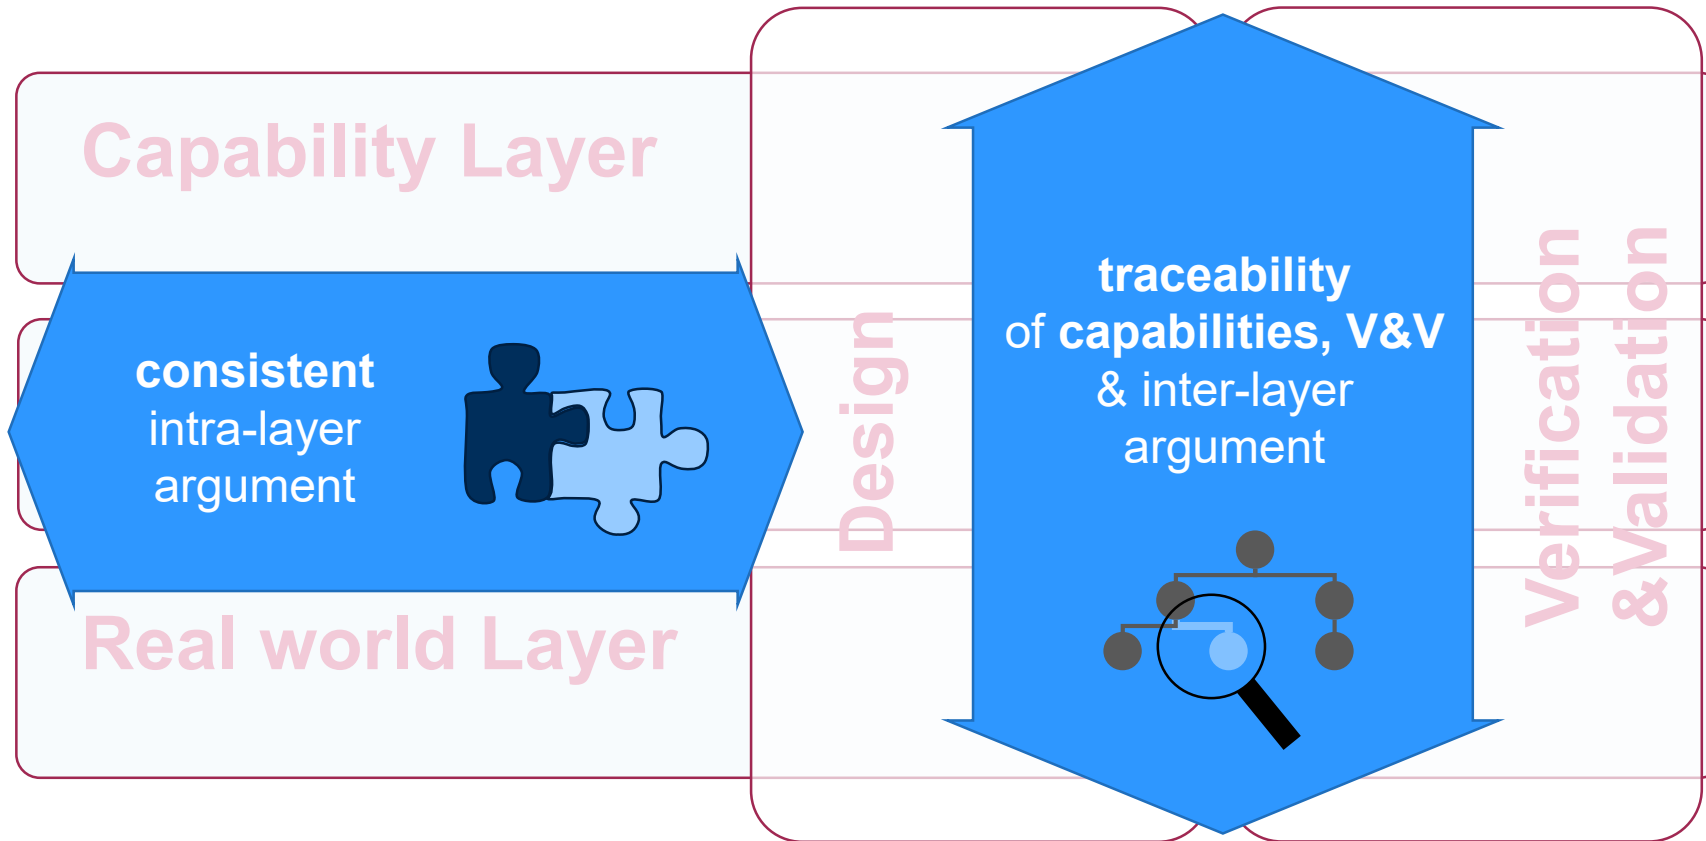 Capability Layer
consistent
intra-layer
argument
Real world Layer
Design
traceability
of capabilities, V&V
& inter-layer
argument
Verification
&Validation